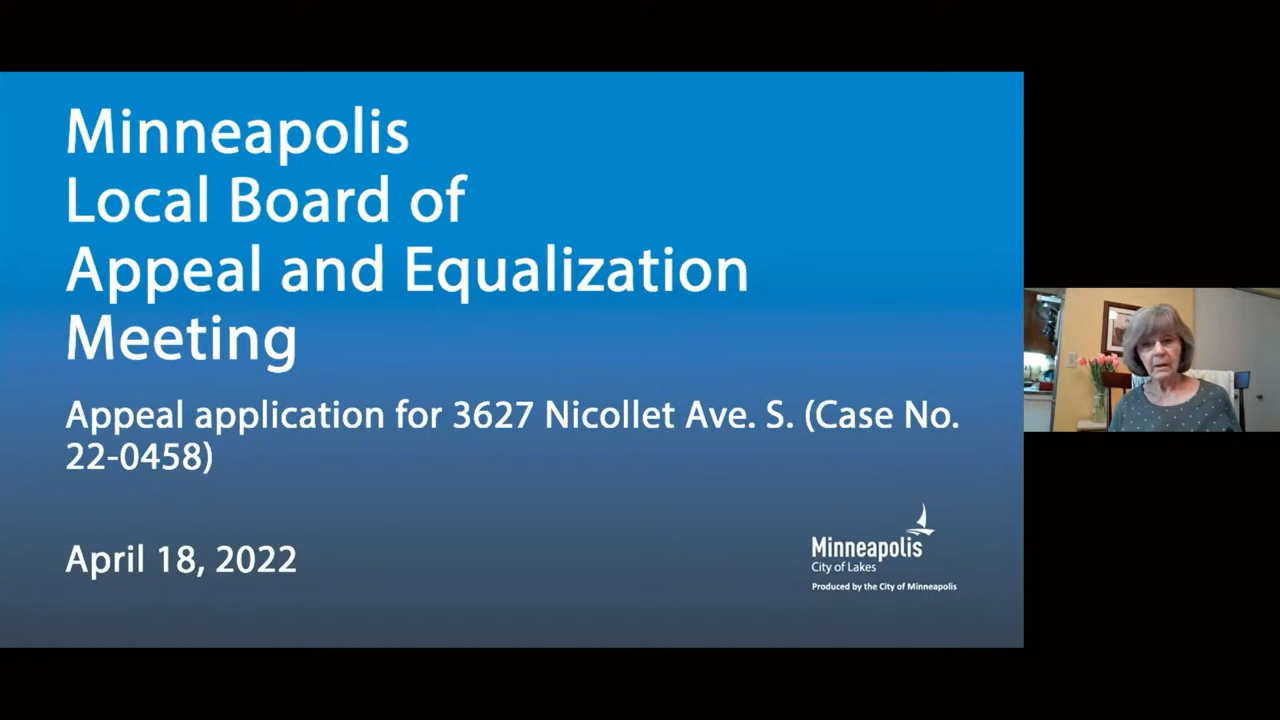 Minneapolis
Local Board of
Appeal and Equalization
Meeting
Appeal application for 3627 Nicollet Ave. S. (Case No.
22-0458)
April 18, 2022
Minneapolis
City of Lakes
Produced by the City of Minneapolis